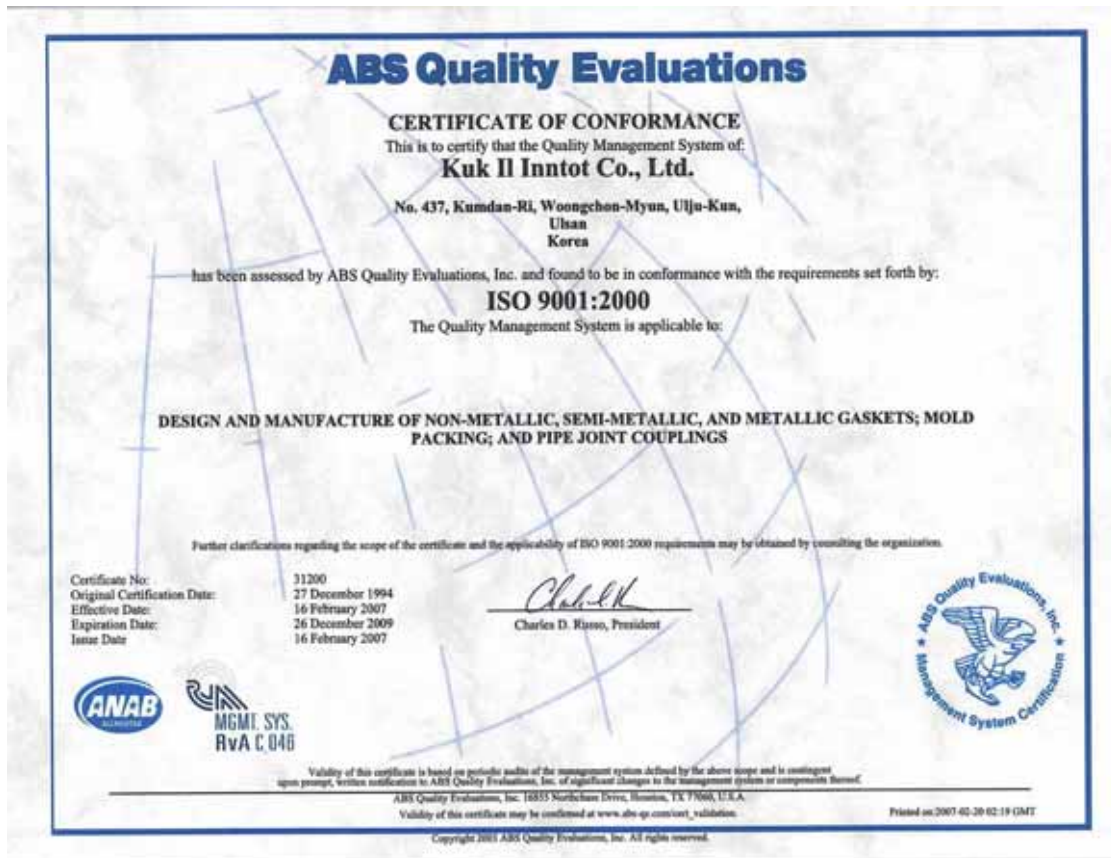 ABS Quality Evaluations
CERTIFICATE OF CONFORMANCE
This is to certify that the Quality Management System of:
Kuk Il Inntot Co., Ltd.
No. 437, Kumdan-Ri, Woongchon-Myun, Ulju-Kun,
Ulsan
Korea
has been assessed by ABS Quality Evaluations, Inc. and found to be in conformance with the requirements set forth by:
ISO 9001:2000
The Quality Management System is applicable to:
DESIGN AND MANUFACTURE OF NON-METALLIC, SEMI-METALLIC, AND METALLIC GASKETS; MOLD
PACKING; AND PIPE JOINT COUPLINGS
Further clarifications regarding the scope of the certificate and the applicability of ISO 9001:2000 requirements may be obtained by consulting the organization.
Certificate No: 31200
Original Certification Date: 27 December 1994
Effective Date: 16 February 2007
Expiration Date: 26 December 2009
Issue Date 16 February 2007
Charles D. Russo, President
ABS Quality Evaluations, Inc.
Management System Certification
ANAB
ACCREDITED
RvA
MGMT. SYS.
RvA C 046
Validity of this certificate is based on periodic audits of the management system defined by the above scope and is contingent
upon prompt, written notification to ABS Quality Evaluations, Inc. of significant changes to the management system or components thereof.
ABS Quality Evaluations, Inc. 16855 Northchase Drive, Houston, TX 77060, U.S.A.
Validity of this certificate may be confirmed at www.abs-qe.com/cert_validation.
Printed on:2007-02-20 02:19 GMT
Copyright 2003 ABS Quality Evaluations, Inc. All rights reserved.